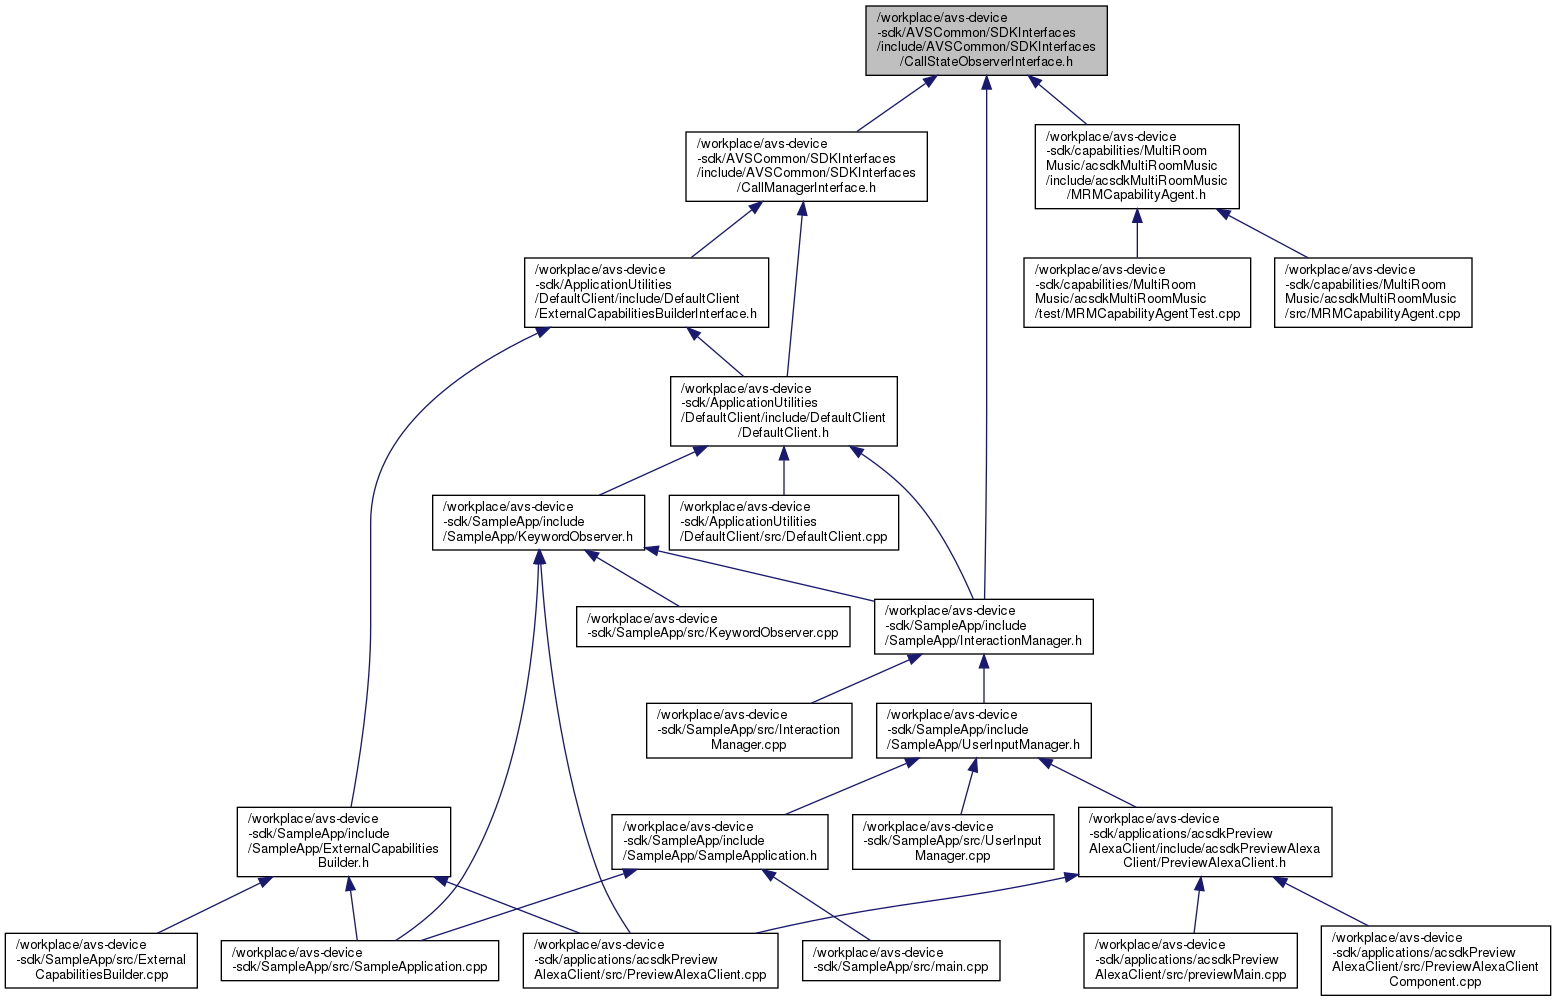 /workplace/avs-device
-sdk/AVSCommon/SDKInterfaces
/include/AVSCommon/SDKInterfaces
/CallStateObserverInterface.h
/workplace/avs-device
-sdk/AVSCommon/SDKInterfaces
/include/AVSCommon/SDKInterfaces
/CallManagerInterface.h
/workplace/avs-device
-sdk/capabilities/MultiRoom
Music/acsdkMultiRoomMusic
/include/acsdkMultiRoomMusic
/MRMCapabilityAgent.h
/workplace/avs-device
-sdk/ApplicationUtilities
/DefaultClient/include/DefaultClient
/ExternalCapabilitiesBuilderInterface.h
/workplace/avs-device
-sdk/capabilities/MultiRoom
Music/acsdkMultiRoomMusic
/test/MRMCapabilityAgentTest.cpp
/workplace/avs-device
-sdk/capabilities/MultiRoom
Music/acsdkMultiRoomMusic
/src/MRMCapabilityAgent.cpp
/workplace/avs-device
-sdk/ApplicationUtilities
/DefaultClient/include/DefaultClient
/DefaultClient.h
/workplace/avs-device
-sdk/SampleApp/include
/SampleApp/KeywordObserver.h
/workplace/avs-device
-sdk/ApplicationUtilities
/DefaultClient/src/DefaultClient.cpp
/workplace/avs-device
-sdk/SampleApp/src/KeywordObserver.cpp
/workplace/avs-device
-sdk/SampleApp/include
/SampleApp/InteractionManager.h
/workplace/avs-device
-sdk/SampleApp/src/Interaction
Manager.cpp
/workplace/avs-device
-sdk/SampleApp/include
/SampleApp/UserInputManager.h
/workplace/avs-device
-sdk/SampleApp/include
/SampleApp/ExternalCapabilities
Builder.h
/workplace/avs-device
-sdk/SampleApp/include
/SampleApp/SampleApplication.h
/workplace/avs-device
-sdk/SampleApp/src/UserInput
Manager.cpp
/workplace/avs-device
-sdk/applications/acsdkPreview
AlexaClient/include/acsdkPreviewAlexa
Client/PreviewAlexaClient.h
/workplace/avs-device
-sdk/SampleApp/src/External
CapabilitiesBuilder.cpp
/workplace/avs-device
-sdk/SampleApp/src/SampleApplication.cpp
/workplace/avs-device
-sdk/applications/acsdkPreview
AlexaClient/src/PreviewAlexaClient.cpp
/workplace/avs-device
-sdk/SampleApp/src/main.cpp
/workplace/avs-device
-sdk/applications/acsdkPreview
AlexaClient/src/previewMain.cpp
/workplace/avs-device
-sdk/applications/acsdkPreview
AlexaClient/src/PreviewAlexaClient
Component.cpp